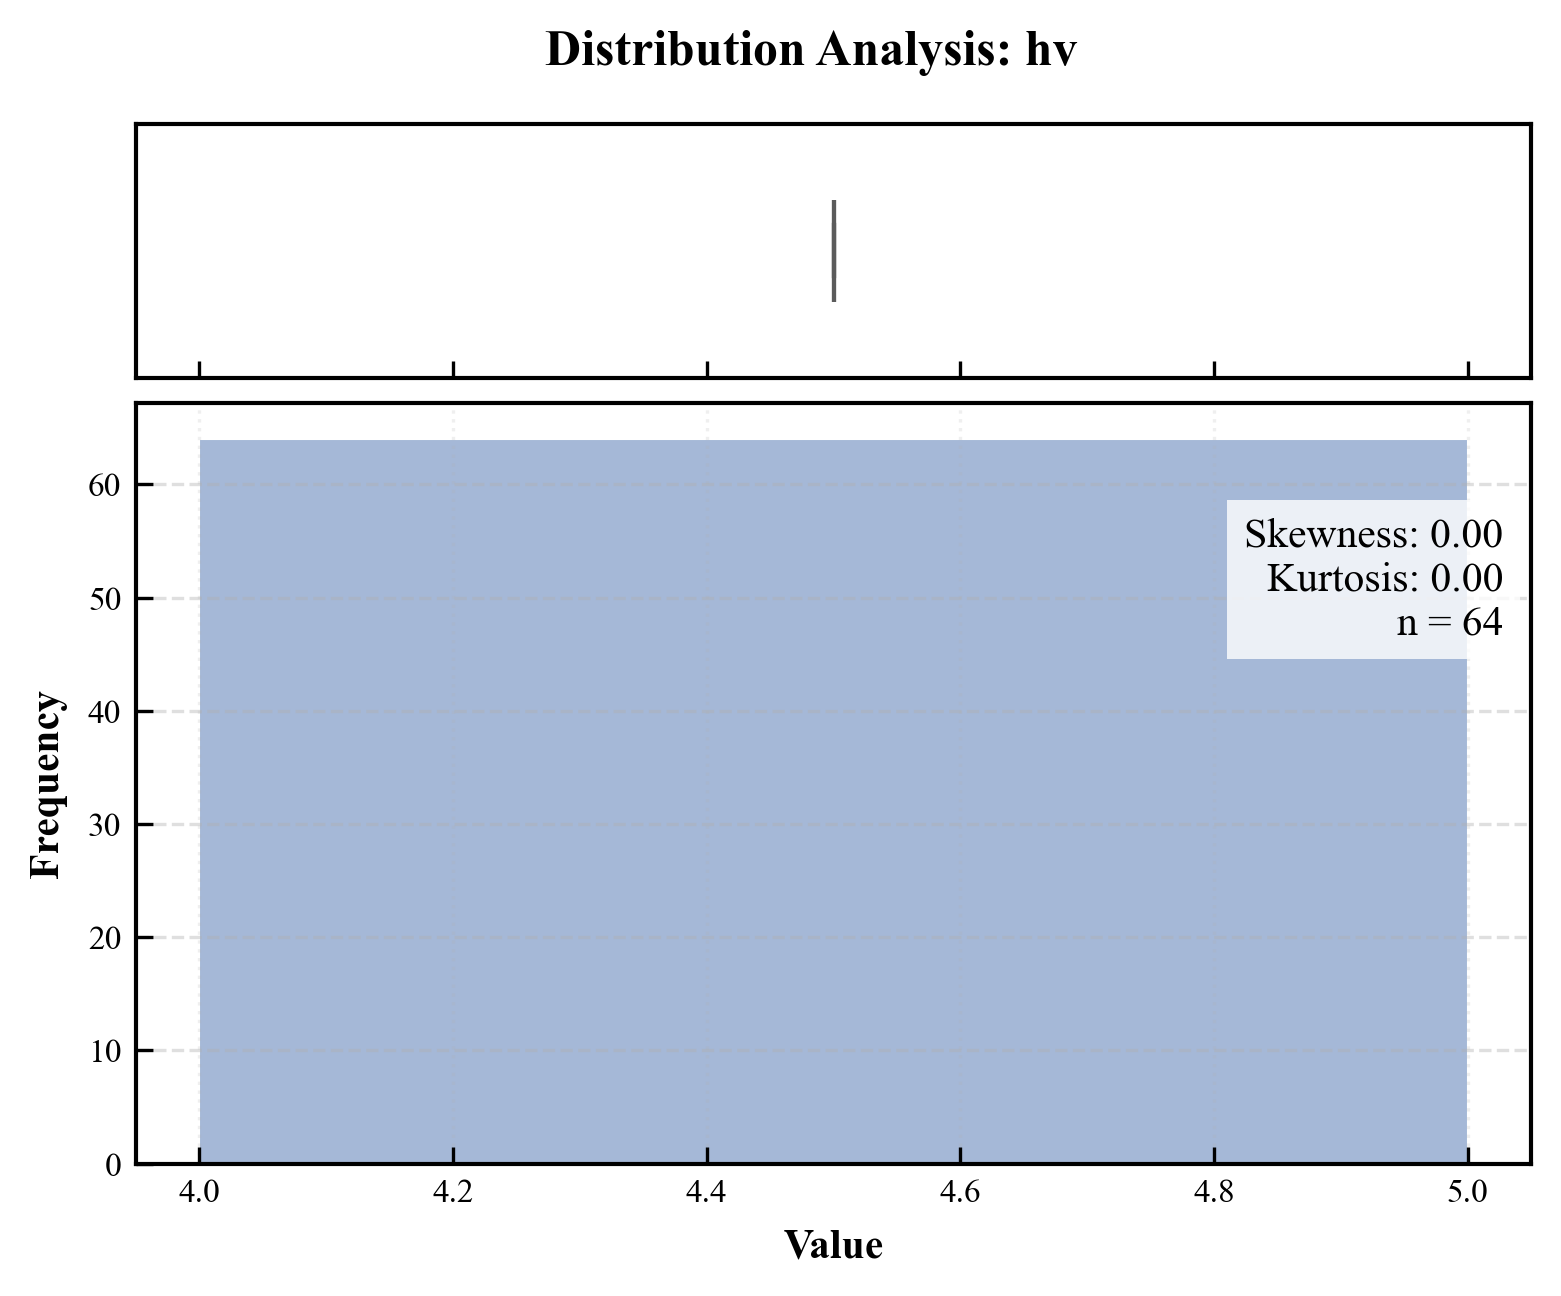 Distribution Analysis: hv
60
50
40
30
20
10
0
Frequency
Skewness: 0.00
Kurtosis: 0.00
n = 64
4.0 4.2 4.4 4.6 4.8 5.0
Value